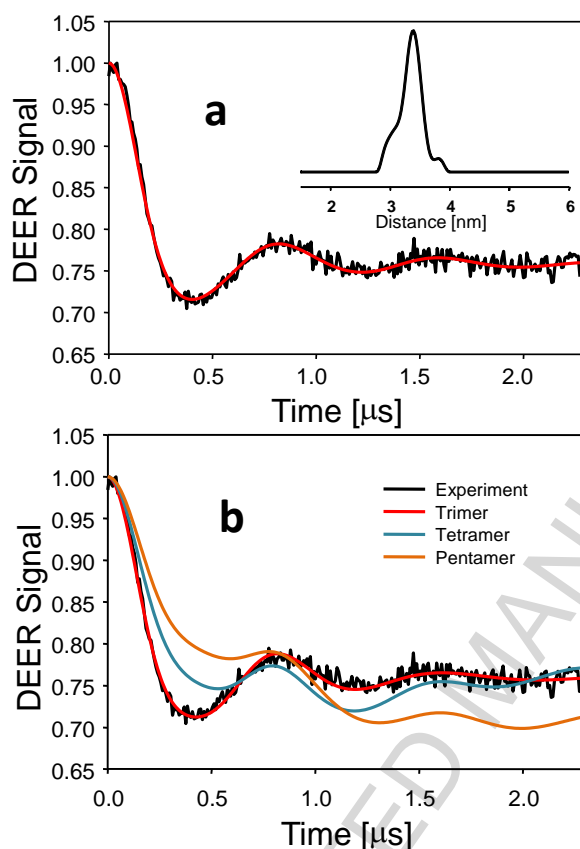 1.05
1.00
0.95
0.90
0.85
0.80
0.75
0.70
0.65
DEER Signal
a
2 3 4 5 6
Distance [nm]
0.0 0.5 1.0 1.5 2.0
Time [μs]
1.05
1.00
0.95
0.90
0.85
0.80
0.75
0.70
0.65
DEER Signal
b
Experiment
Trimer
Tetramer
Pentamer
0.0 0.5 1.0 1.5 2.0
Time [μs]